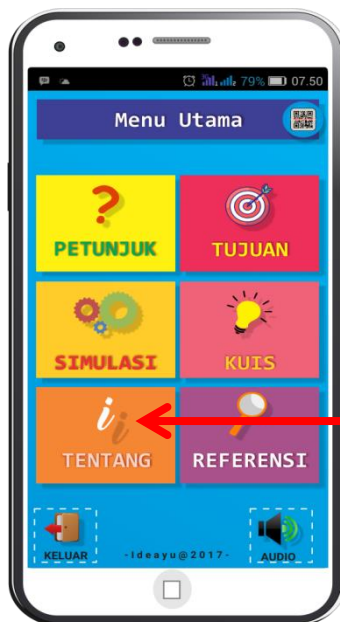 79% 07.50
Menu Utama
?
PETUNJUK
TUJUAN
SIMULASI
KUIS
i i
TENTANG
REFERENSI
KELUAR
-Ideayu@2017-
AUDIO